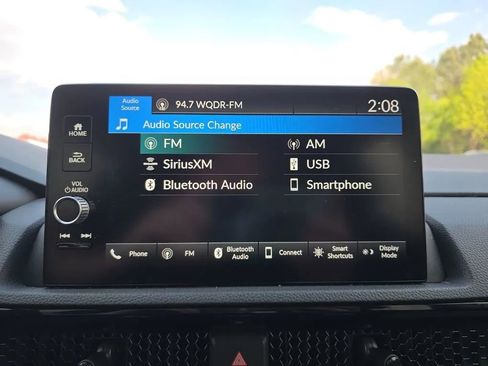 Audio Source
94.7 WQDR-FM
2:08
Audio Source Change
HOME
BACK
VOL
AUDIO
FM
AM
SiriusXM
USB
Bluetooth Audio
Smartphone
Phone
FM
Bluetooth Audio
Connect
Smart Shortcuts
Display Mode